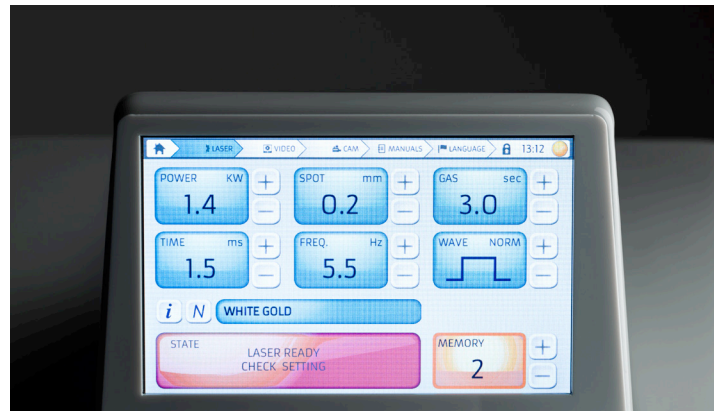 LASER VIDEO CAM MANUALS LANGUAGE 13:12
POWER KW + SPOT mm + GAS sec +
1.4 − 0.2 − 3.0 −
TIME ms + FREQ. Hz + WAVE NORM +
1.5 − 5.5 − −
i N WHITE GOLD
STATE MEMORY +
LASER READY
CHECK SETTING 2 −